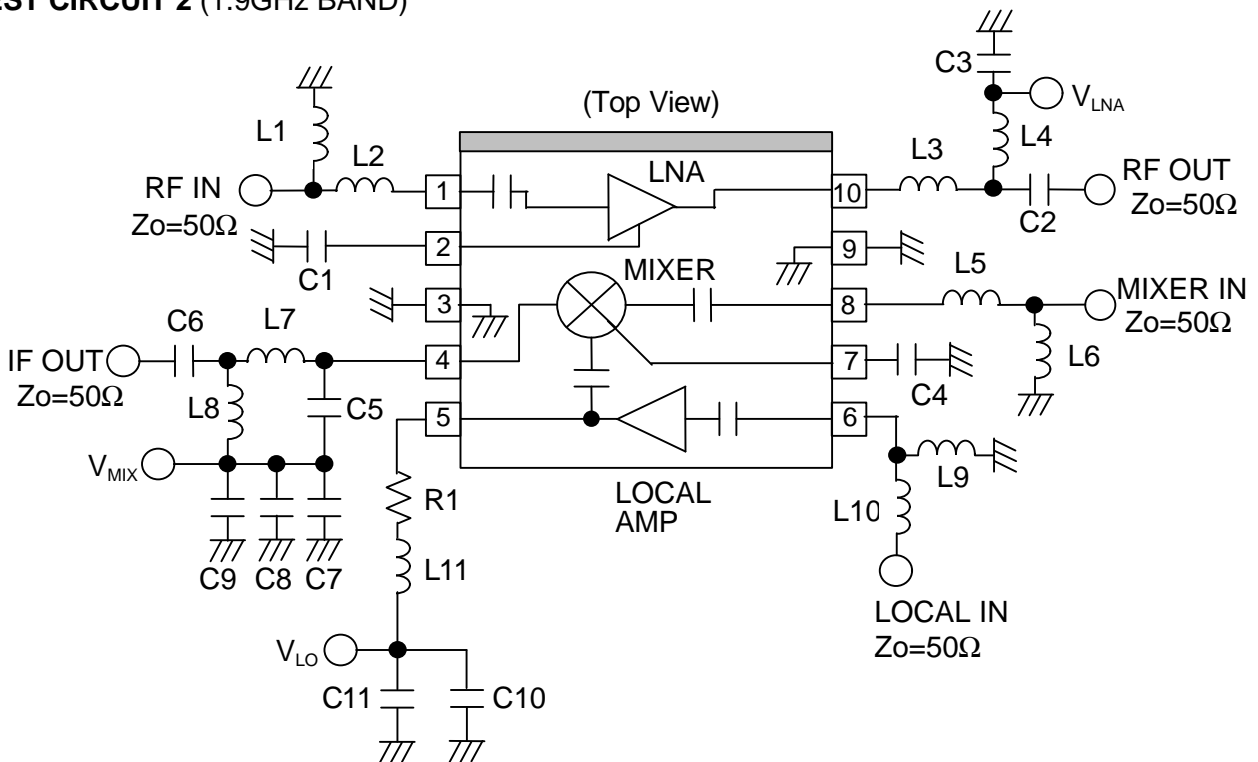 EST CIRCUIT 2 (1.9GHz BAND)
(Top View)
C3
V_LNA
L1
L2
L3
L4
LNA
RF IN
Zo=50Ω
1
10
RF OUT
Zo=50Ω
C2
C1
2
9
MIXER
L5
3
8
MIXER IN
Zo=50Ω
C6
L7
L6
IF OUT
Zo=50Ω
4
7
C4
L8
C5
5
6
V_MIX
L9
R1
LOCAL
AMP
L10
C9
C8
C7
L11
LOCAL IN
Zo=50Ω
V_LO
C11
C10